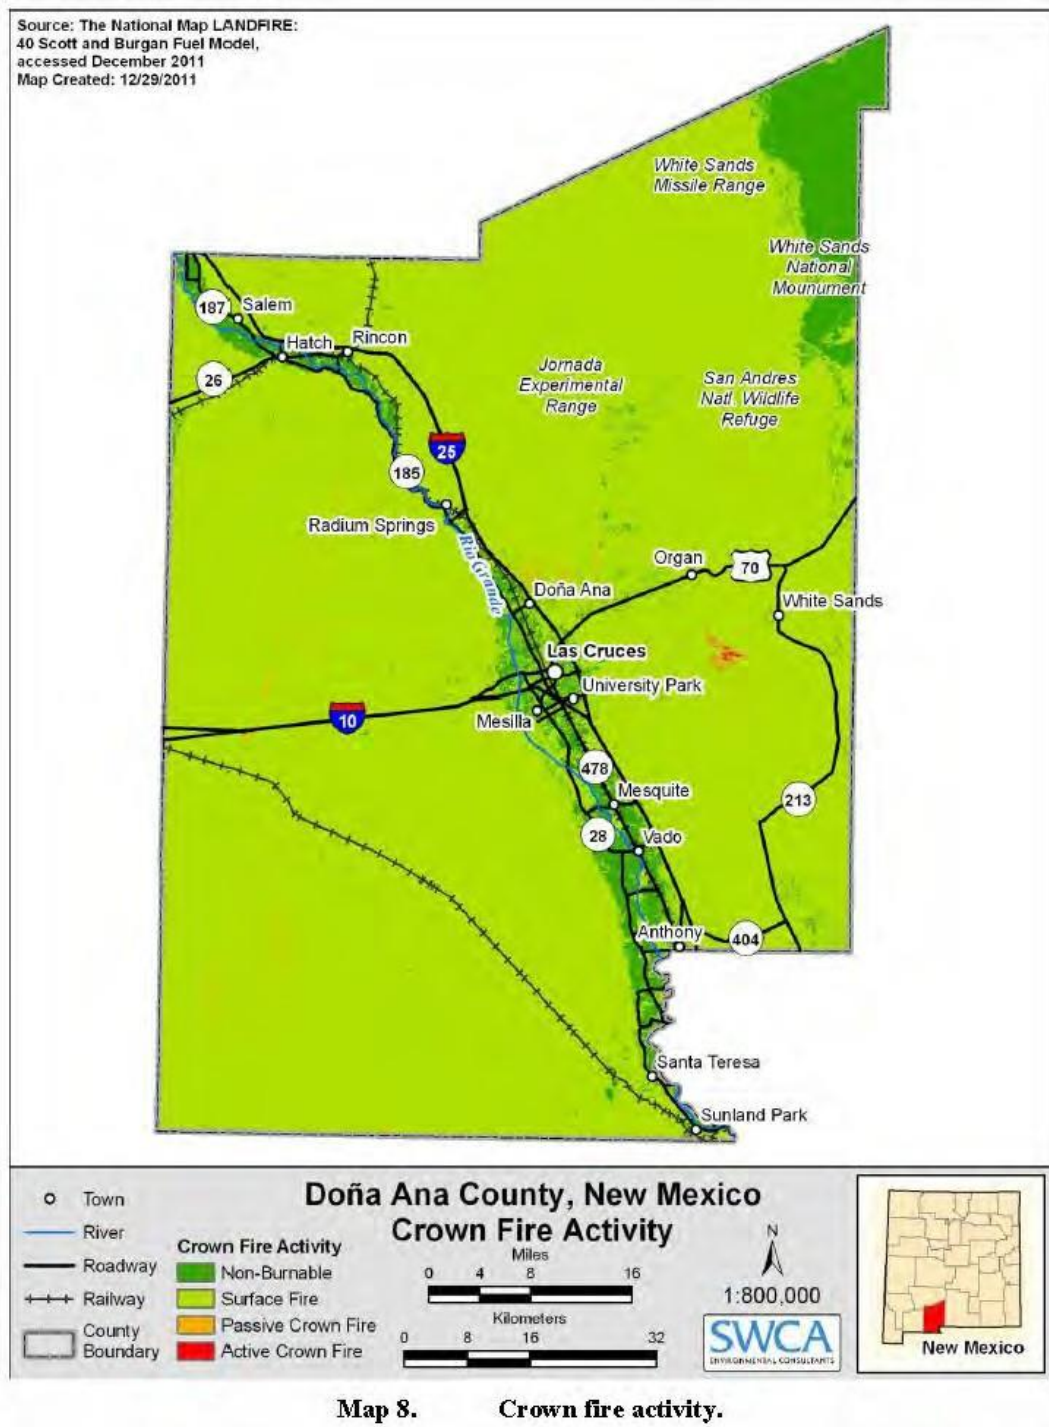 Source: The National Map LANDFIRE:
40 Scott and Burgan Fuel Model,
accessed December 2011
Map Created: 12/29/2011
White Sands
Missile Range
White Sands
National
Mounument
187
Salem
Hatch
Rincon
26
Jornada
Experimental
Range
San Andres
Natl. Wildlife
Refuge
25
185
Radium Springs
Rio Grande
Organ
70
Doña Ana
White Sands
Las Cruces
University Park
10
Mesilla
478
Mesquite
213
28
Vado
Anthony
404
Santa Teresa
Sunland Park
Town
River
Roadway
Railway
County
Boundary
Crown Fire Activity
Non-Burnable
Surface Fire
Passive Crown Fire
Active Crown Fire
Doña Ana County, New Mexico
Crown Fire Activity
Miles
0 4 8 16
Kilometers
0 8 16 32
N
1:800,000
SWCA
ENVIRONMENTAL CONSULTANTS
New Mexico
Map 8. Crown fire activity.